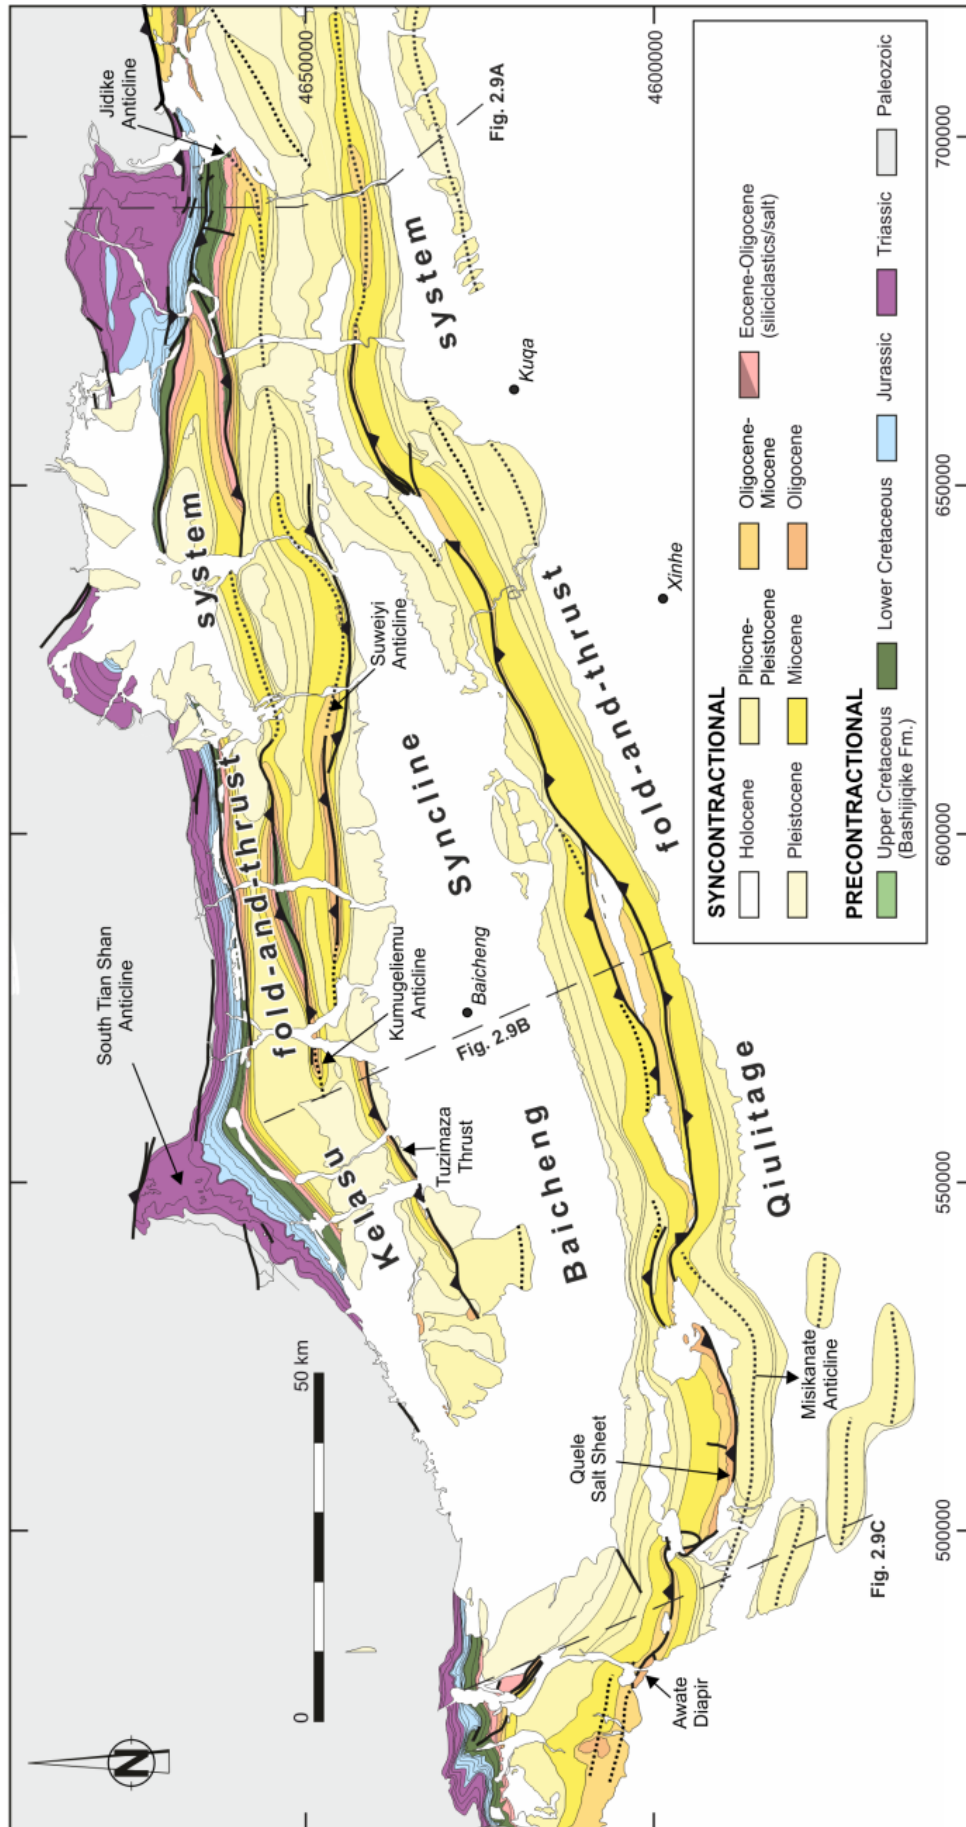 N
0
50 km
South Tian Shan
Anticline
Jidike
Anticline
Kelasu
fold-and-thrust
system
Kumugeliemu
Anticline
Suweiyi
Anticline
Tuzimaza
Thrust
Baicheng
Syncline
Baicheng
Fig. 2.9B
Fig. 2.9A
Kuqa
Xinhe
Quele
Salt Sheet
Awate
Diapir
Misikanate
Anticline
Qiulitage
fold-and-thrust
system
Fig. 2.9C
4650000
4600000
500000
550000
600000
650000
700000
SYNCONTRACTIONAL
Holocene
Pliocne-
Pleistocene
Oligocene-
Miocene
Eocene-Oligocene
(siliciclastics/salt)
Pleistocene
Miocene
Oligocene
PRECONTRACTIONAL
Upper Cretaceous
(Bashijiqike Fm.)
Lower Cretaceous
Jurassic
Triassic
Paleozoic